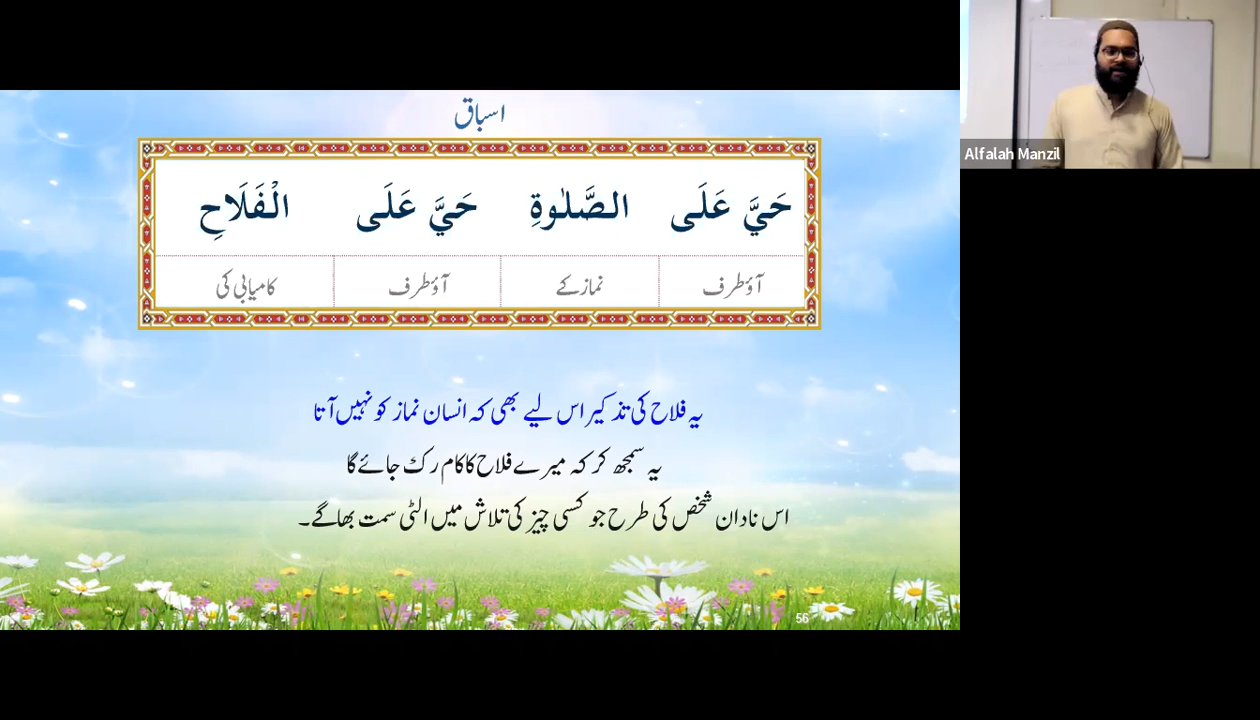 اسباق
حَيَّ عَلَى الصَّلٰوةِ حَيَّ عَلَى الْفَلَاحِ
آؤ طرف نماز کے آؤ طرف کامیابی کی
یہ فلاح کی تذکیر اس لیے بھی کہ انسان نماز کو نہیں آتا
یہ سمجھ کر کہ میرے فلاح کا کام رک جائے گا
اس نادان شخص کی طرح جو کسی چیز کی تلاش میں الٹی سمت بھاگے۔
56
Alfalah Manzil